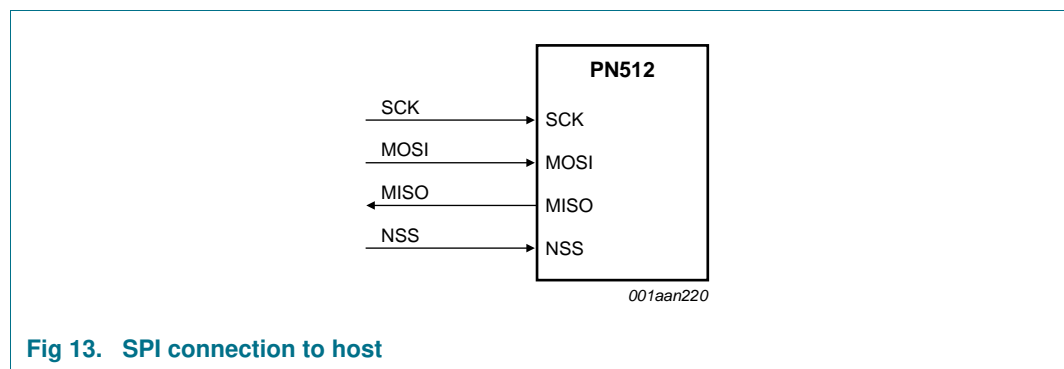 PN512
SCK
SCK
MOSI
MOSI
MISO
MISO
NSS
NSS
001aan220
Fig 13. SPI connection to host